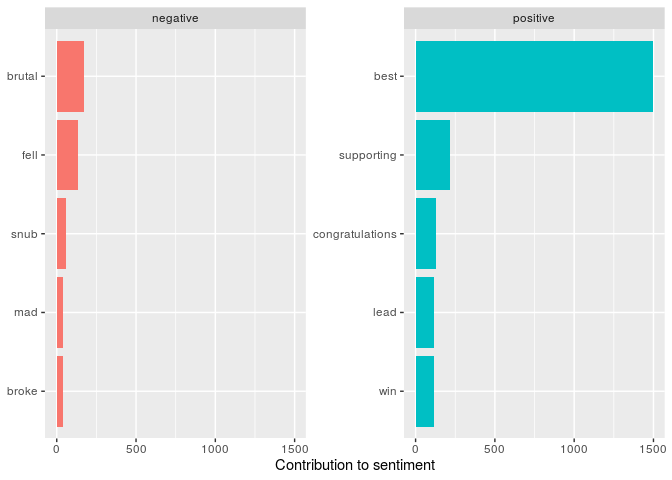 negative
brutal
fell
snub
mad
broke
0 500 1000 1500
positive
best
supporting
congratulations
lead
win
0 500 1000 1500
Contribution to sentiment